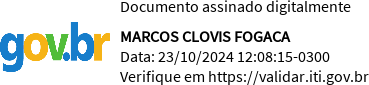 Documento assinado digitalmente
gov.br
MARCOS CLOVIS FOGACA
Data: 23/10/2024 12:08:15-0300
Verifique em https://validar.iti.gov.br